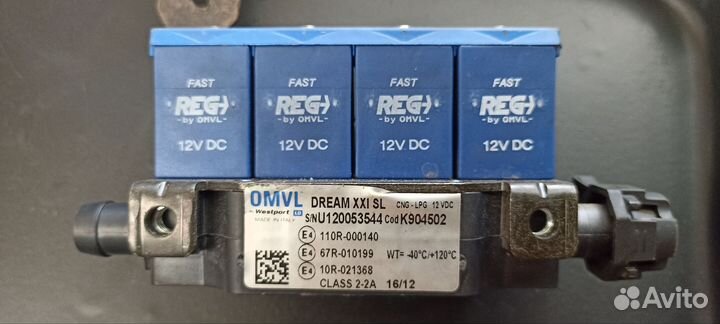 FAST FAST FAST FAST
REG REG REG REG
-by OMVL- -by OMVL- -by OMVL- -by OMVL-
12V DC 12V DC 12V DC 12V DC
OMVL DREAM XXI SL CNG - LPG 12 VDC
Westport
MADE IN ITALY S/N U120053544 Cod K904502
E4 110R-000140
E4 67R-010199 WT= -40°C/+120°C
E4 10R-021368
CLASS 2-2A 16/12
Avito